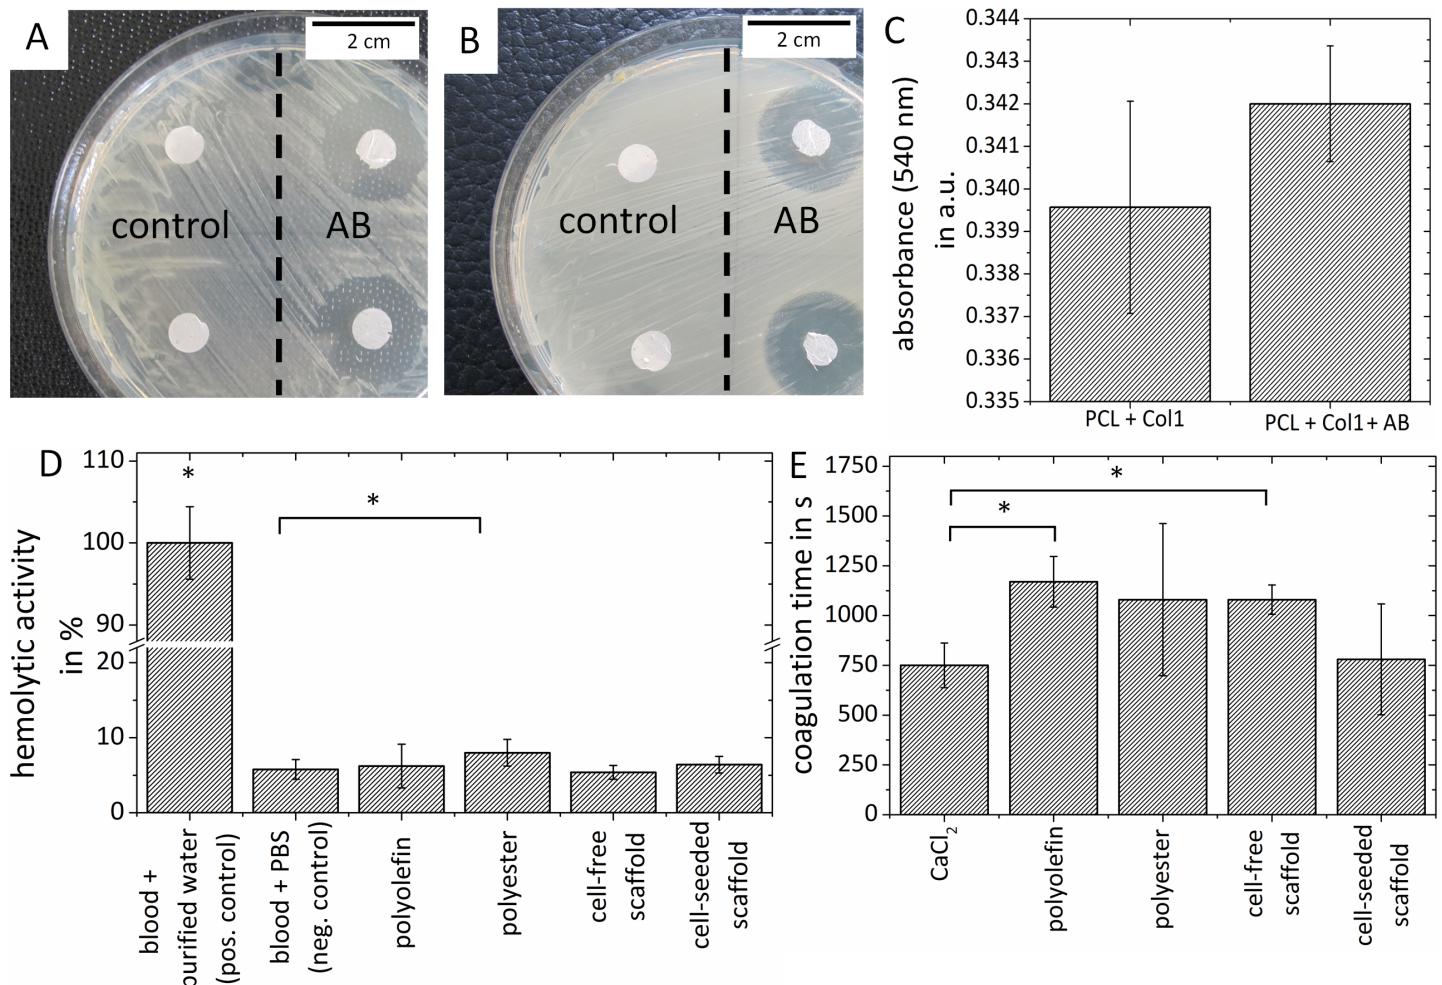 A
2 cm
control
AB
B
2 cm
control
AB
C
absorbance (540 nm)
in a.u.
0.344
0.343
0.342
0.341
0.340
0.339
0.338
0.337
0.336
0.335
PCL + Col1
PCL + Col1 + AB
D
hemolytic activity
in %
110
100
90
20
10
0
*
*
blood +
purified water
(pos. control)
blood + PBS
(neg. control)
polyolefin
polyester
cell-free
scaffold
cell-seeded
scaffold
E
coagulation time in s
1750
1500
1250
1000
750
500
250
0
*
*
CaCl₂
polyolefin
polyester
cell-free
scaffold
cell-seeded
scaffold